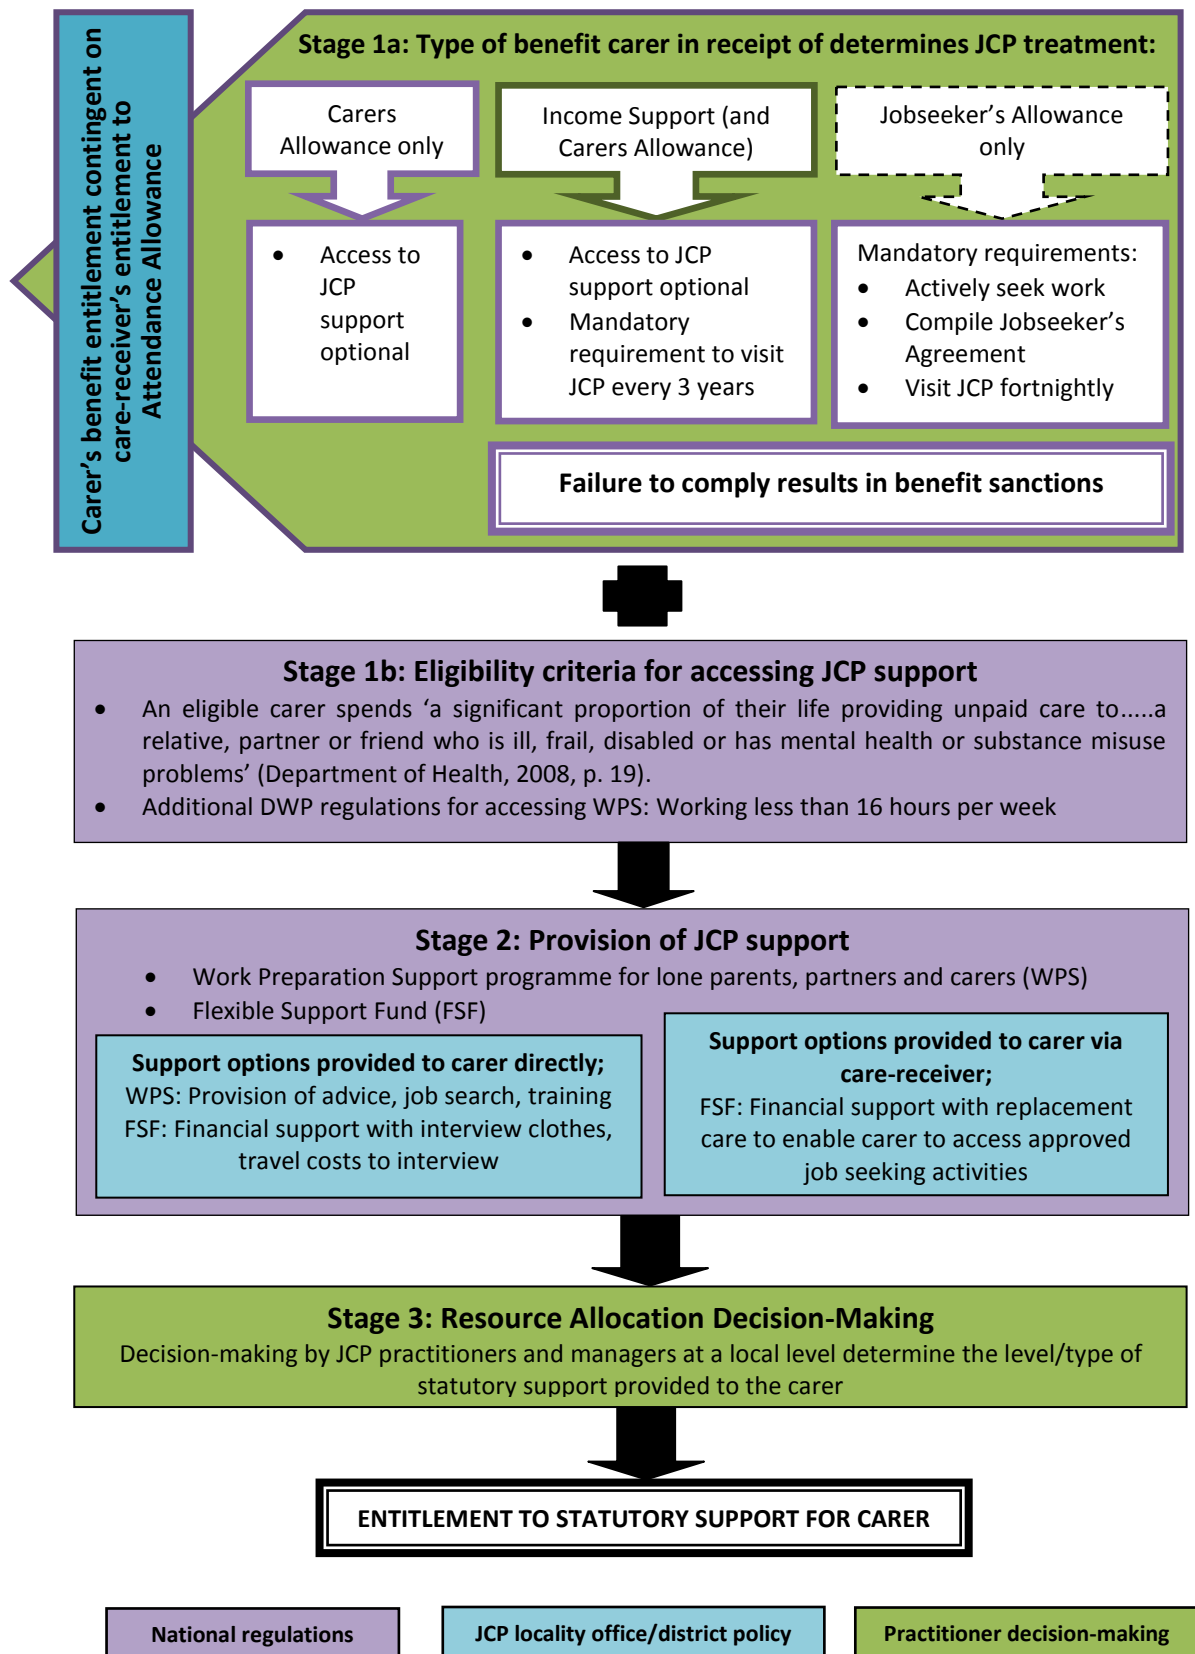 Carer's benefit entitlement contingent on
care-receiver's entitlement to
Attendance Allowance
Stage 1a: Type of benefit carer in receipt of determines JCP treatment:
Carers
Allowance only
Income Support (and
Carers Allowance)
Jobseeker's Allowance
only
• Access to
JCP
support
optional
• Access to JCP
support optional
• Mandatory
requirement to visit
JCP every 3 years
Mandatory requirements:
• Actively seek work
• Compile Jobseeker's
Agreement
• Visit JCP fortnightly
Failure to comply results in benefit sanctions
Stage 1b: Eligibility criteria for accessing JCP support
• An eligible carer spends ‘a significant proportion of their life providing unpaid care to…..a
relative, partner or friend who is ill, frail, disabled or has mental health or substance misuse
problems’ (Department of Health, 2008, p. 19).
• Additional DWP regulations for accessing WPS: Working less than 16 hours per week
Stage 2: Provision of JCP support
• Work Preparation Support programme for lone parents, partners and carers (WPS)
• Flexible Support Fund (FSF)
Support options provided to carer directly;
WPS: Provision of advice, job search, training
FSF: Financial support with interview clothes,
travel costs to interview
Support options provided to carer via
care-receiver;
FSF: Financial support with replacement
care to enable carer to access approved
job seeking activities
Stage 3: Resource Allocation Decision-Making
Decision-making by JCP practitioners and managers at a local level determine the level/type of
statutory support provided to the carer
ENTITLEMENT TO STATUTORY SUPPORT FOR CARER
National regulations
JCP locality office/district policy
Practitioner decision-making